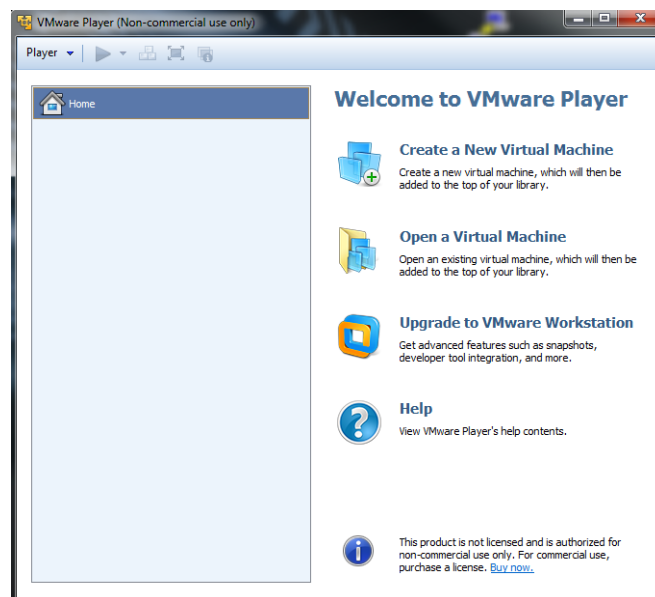 VMware Player (Non-commercial use only)
Player
Home
Welcome to VMware Player
Create a New Virtual Machine
Create a new virtual machine, which will then be
added to the top of your library.
Open a Virtual Machine
Open an existing virtual machine, which will then be
added to the top of your library.
Upgrade to VMware Workstation
Get advanced features such as snapshots,
developer tool integration, and more.
Help
View VMware Player's help contents.
This product is not licensed and is authorized for
non-commercial use only. For commercial use,
purchase a license. Buy now.